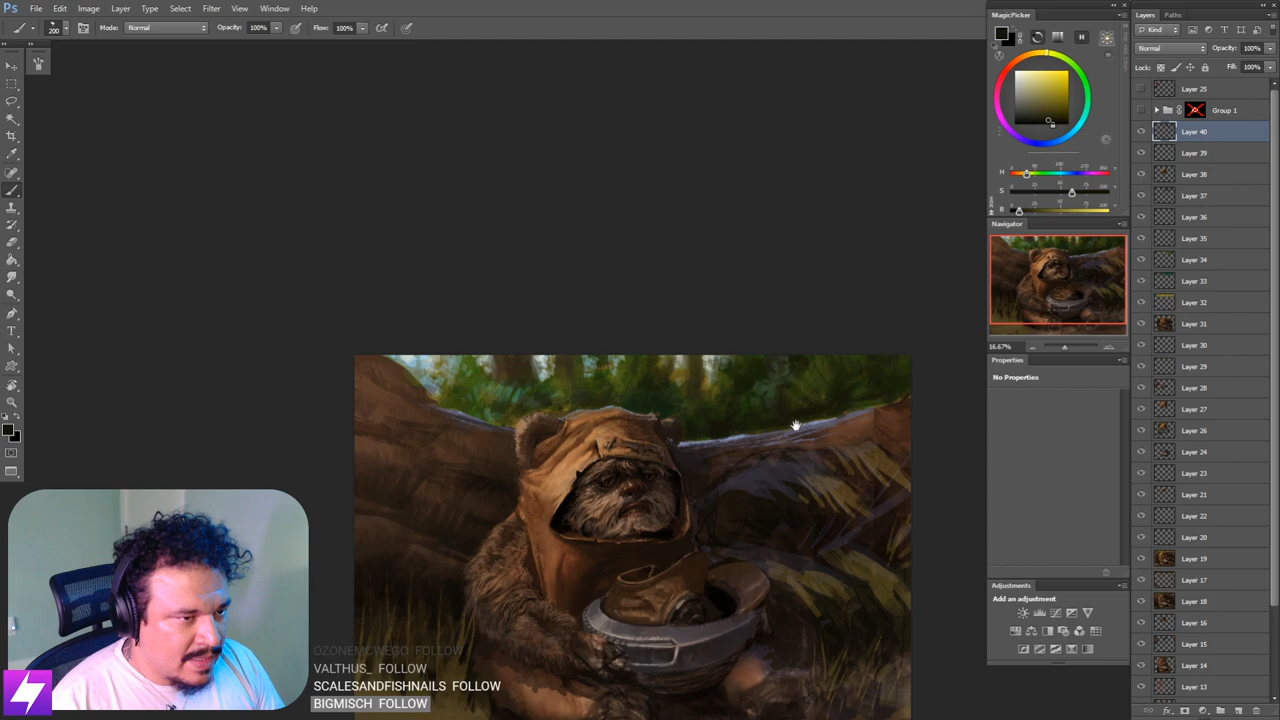 Ps File Edit Image Layer Type Select Filter View Window Help
200 Mode: Normal Opacity: 100% Flow: 100%
MagicPicker
H
H
S
B
Navigator
16.67%
Properties
No Properties
Adjustments
Add an adjustment
Layers Paths
Kind
Normal Opacity: 100%
Lock: Fill: 100%
Layer 25
Group 1
Layer 40
Layer 39
Layer 38
Layer 37
Layer 36
Layer 35
Layer 34
Layer 33
Layer 32
Layer 31
Layer 30
Layer 29
Layer 28
Layer 27
Layer 26
Layer 24
Layer 23
Layer 21
Layer 22
Layer 20
Layer 19
Layer 17
Layer 18
Layer 16
Layer 15
Layer 14
Layer 13
OZONEMCWEGO FOLLOW
VALTHUS_ FOLLOW
SCALESANDFISHNAILS FOLLOW
BIGMISCH FOLLOW